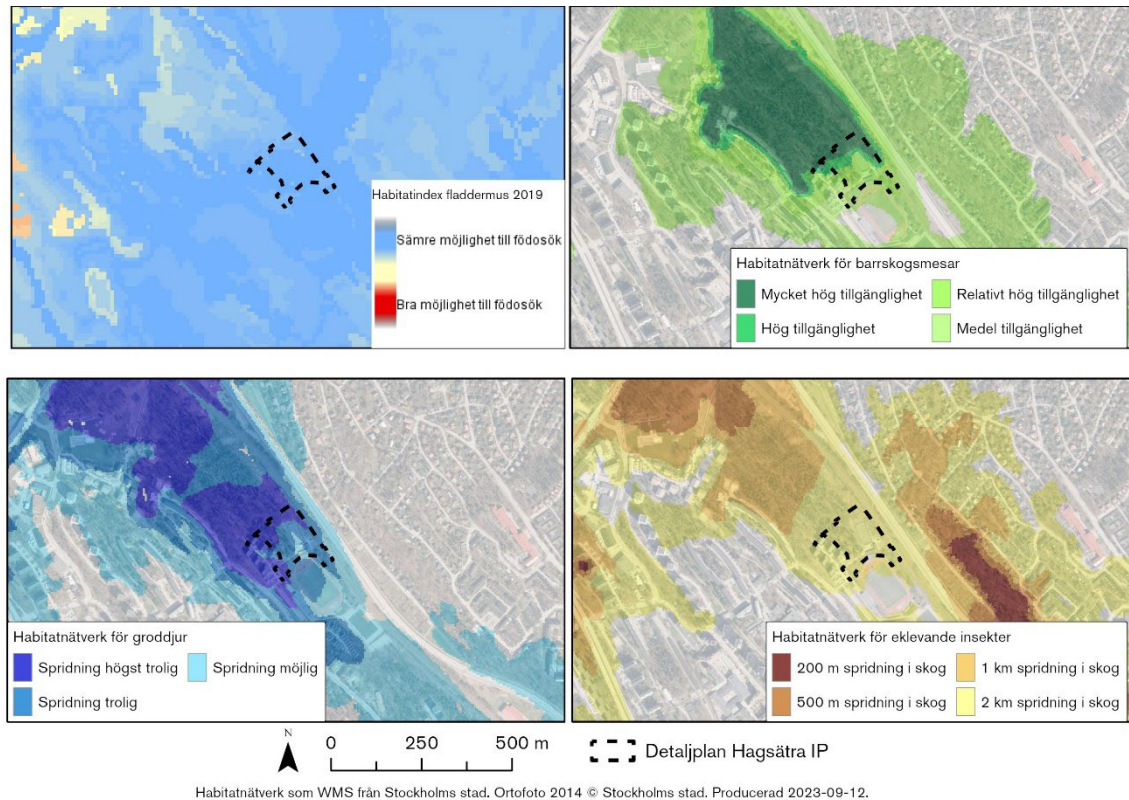 Habitatindex fladdermus 2019
Sämre möjlighet till födosök
Bra möjlighet till födosök
Habitatnätverk för barrskogsmesar
Mycket hög tillgänglighet
Relativt hög tillgänglighet
Hög tillgänglighet
Medel tillgänglighet
Habitatnätverk för groddjur
Spridning högst trolig
Spridning möjlig
Spridning trolig
Habitatnätverk för eklevande insekter
200 m spridning i skog
1 km spridning i skog
500 m spridning i skog
2 km spridning i skog
N
0 250 500 m
Detaljplan Hagsätra IP
Habitatnätverk som WMS från Stockholms stad. Ortofoto 2014 © Stockholms stad. Producerad 2023-09-12.